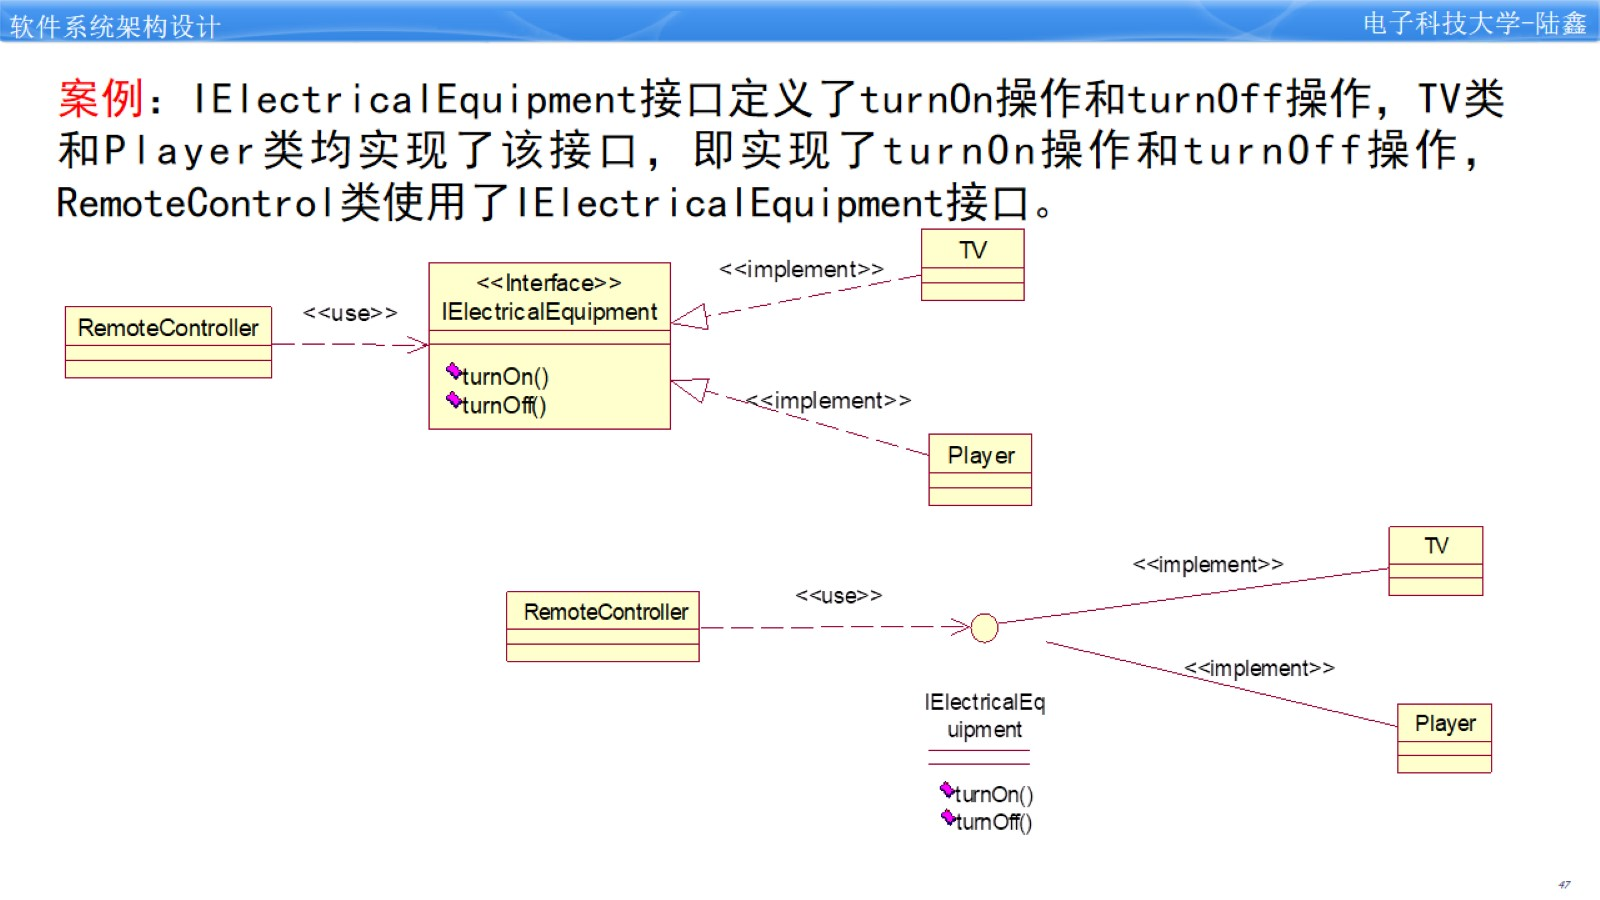 软件系统架构设计
电子科技大学-陆鑫
案例：IElectricalEquipment接口定义了turnOn操作和turnOff操作，TV类
和Player类均实现了该接口，即实现了turnOn操作和turnOff操作，
RemoteControl类使用了IElectricalEquipment接口。
TV
<<implement>>
<<Interface>>
IElectricalEquipment
<<use>>
RemoteController
turnOn()
turnOff()
<<implement>>
Player
TV
<<implement>>
<<use>>
RemoteController
<<implement>>
IElectricalEq
uipment
Player
turnOn()
turnOff()
47